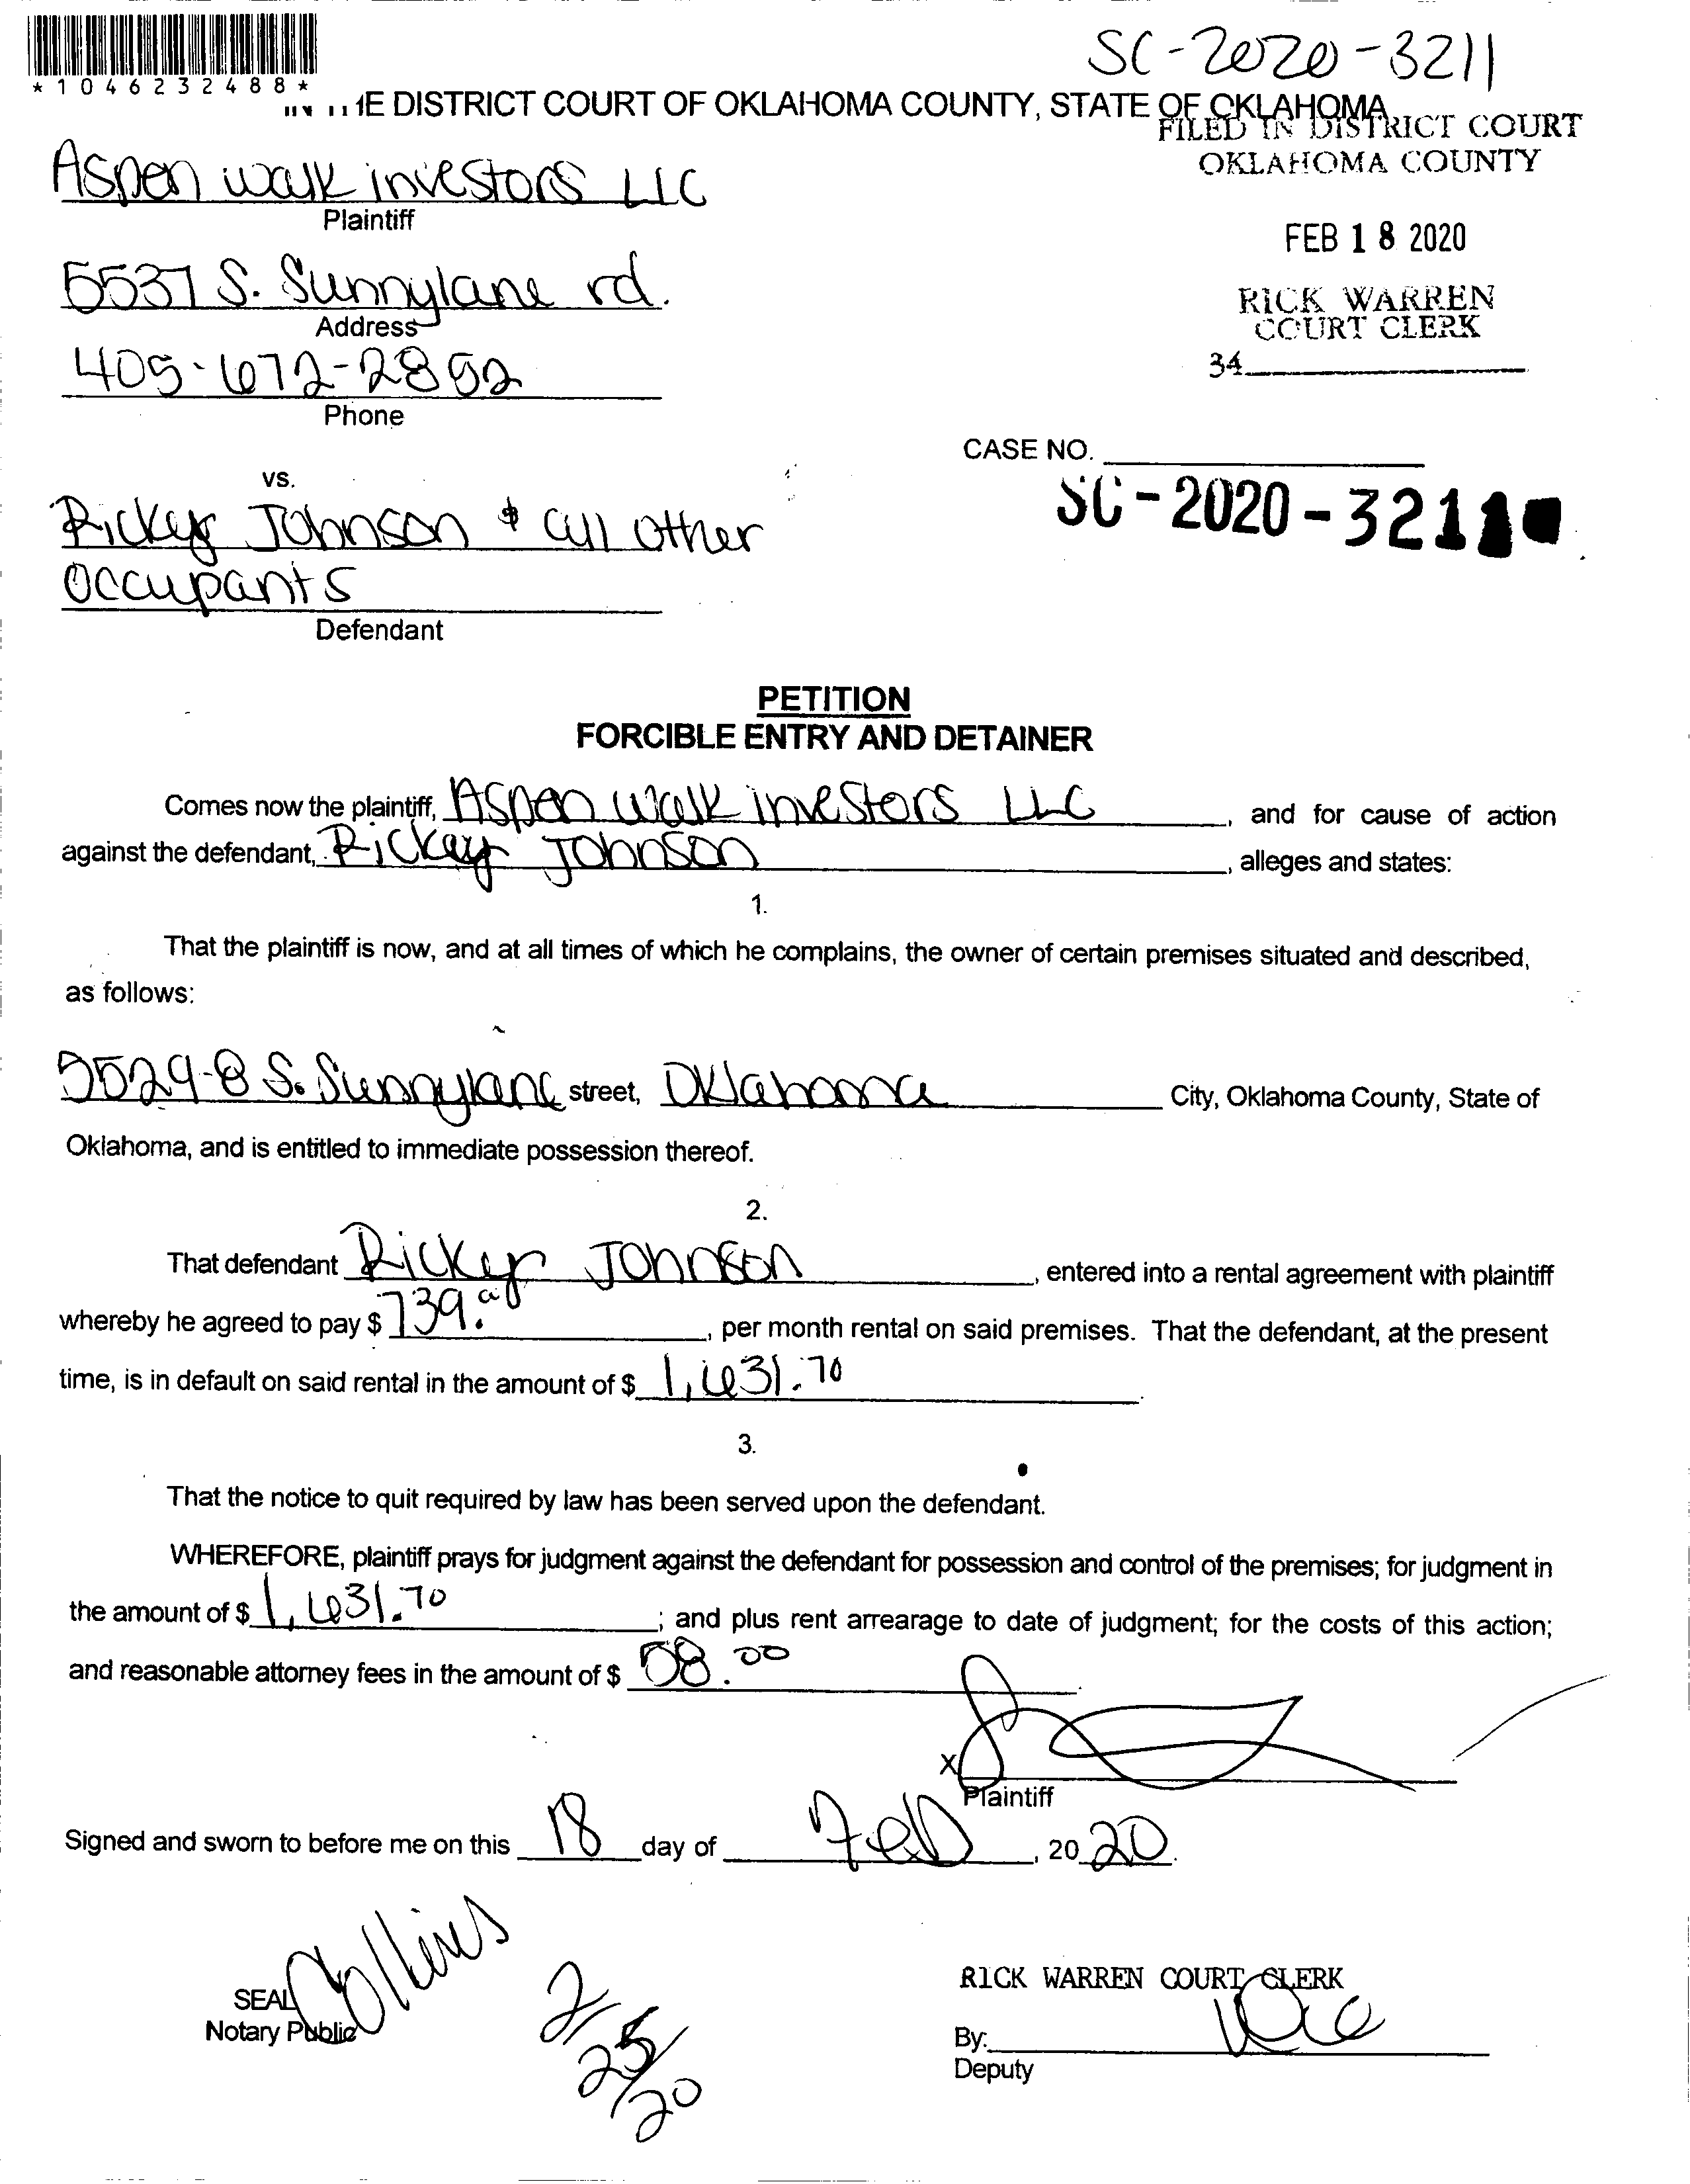 SC-2020-3211
*1046232488*
HE DISTRICT COURT OF OKLAHOMA COUNTY, STATE OF OKLAHOMA
FILED IN DISTRICT COURT
OKLAHOMA COUNTY
Aspen walk investors LLC
Plaintiff
FEB 18 2020
5537 S. Sunnylane rd.
Address
RICK WARREN
COURT CLERK
34
405-672-2852
Phone
CASE NO.
SC-2020-3211
vs.
Rickey Johnson & all other
occupants
Defendant
PETITION
FORCIBLE ENTRY AND DETAINER
Comes now the plaintiff, Aspen walk investors LLC, and for cause of action
against the defendant, Rickey Johnson, alleges and states:
1.
That the plaintiff is now, and at all times of which he complains, the owner of certain premises situated and described,
as follows:
5529-B S. Sunnylane street, Oklahoma City, Oklahoma County, State of
Oklahoma, and is entitled to immediate possession thereof.
2.
That defendant Rickey Johnson, entered into a rental agreement with plaintiff
whereby he agreed to pay $ 739., per month rental on said premises. That the defendant, at the present
time, is in default on said rental in the amount of $ 1,631.70.
3.
That the notice to quit required by law has been served upon the defendant.
WHEREFORE, plaintiff prays for judgment against the defendant for possession and control of the premises; for judgment in
the amount of $ 1,631.70; and plus rent arrearage to date of judgment; for the costs of this action;
and reasonable attorney fees in the amount of $ 58.00.
X
Plaintiff
Signed and sworn to before me on this 18 day of Feb, 2020.
Collins
SEAL
Notary Public
2/25/20
RICK WARREN COURT CLERK
By:
Deputy